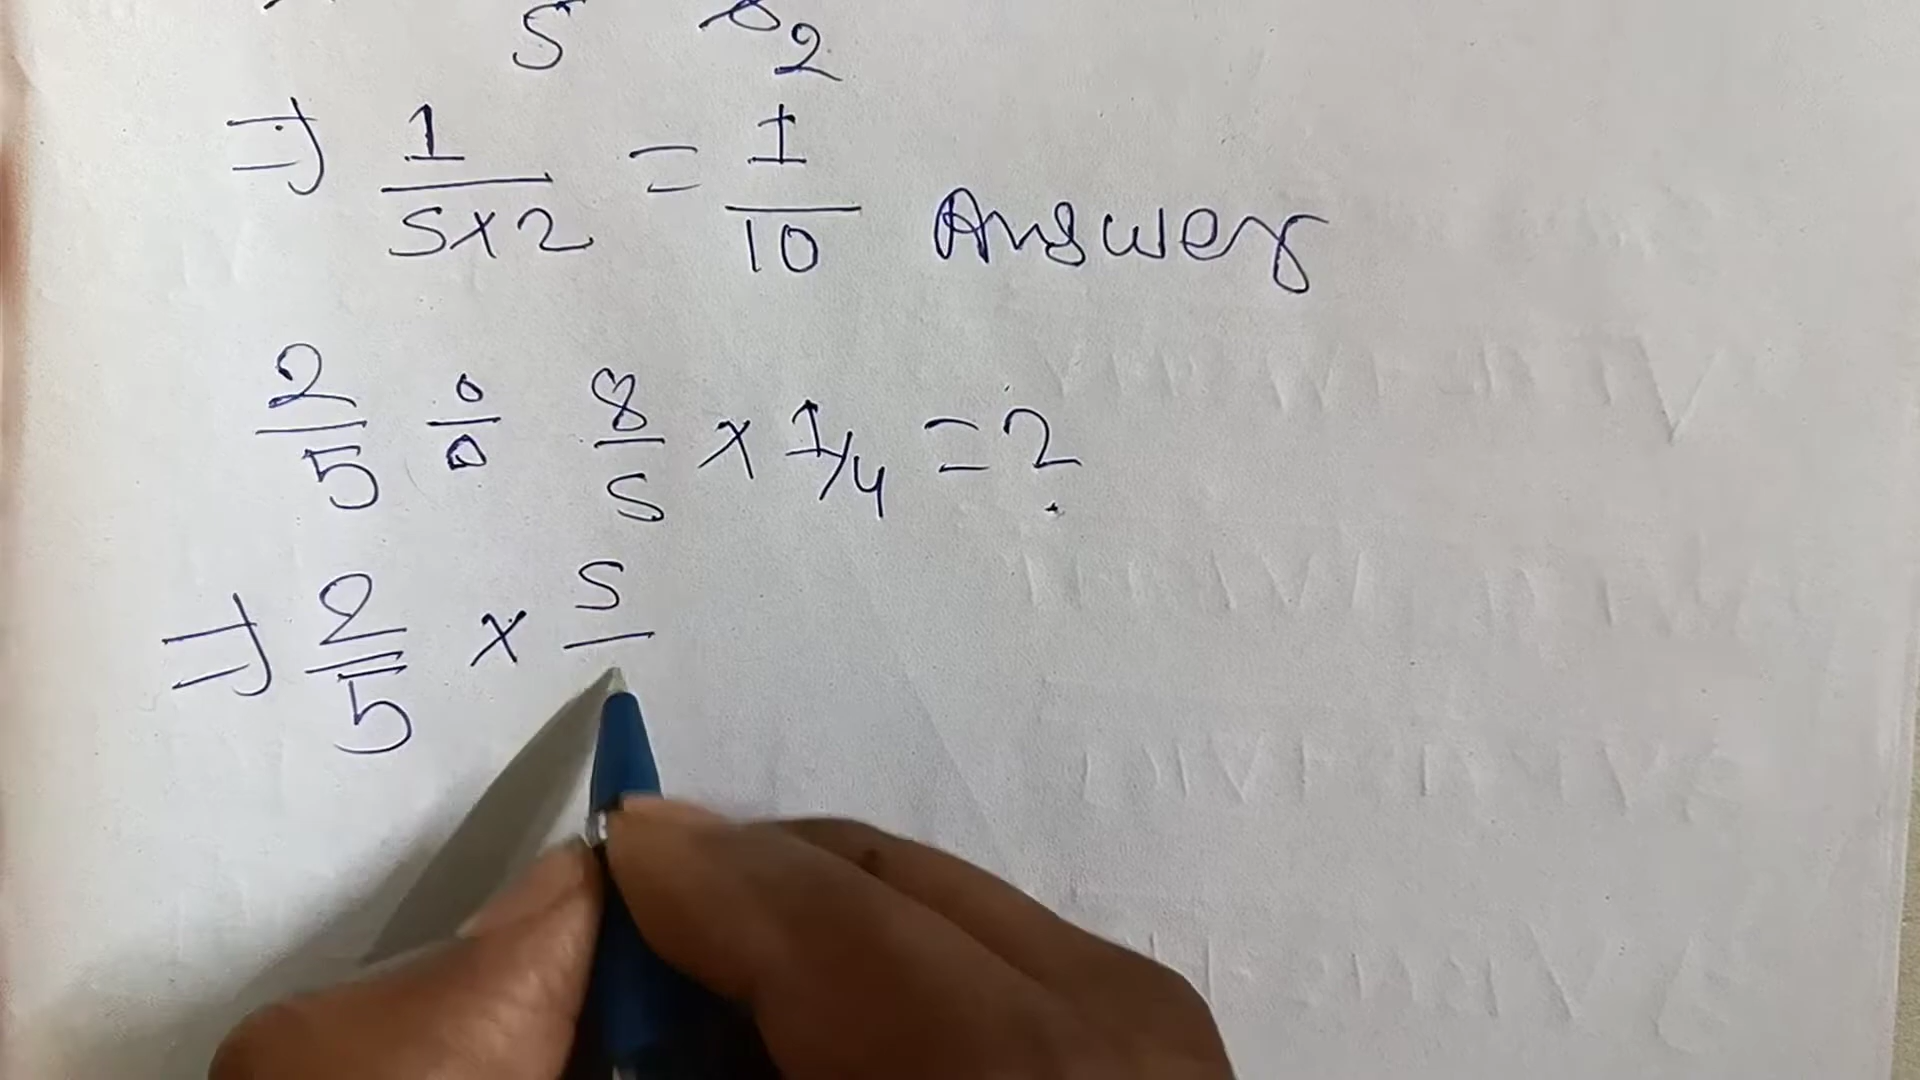 5 2
⇒ 1/5×2 = 1/10 Answer
2/5 ÷ 8/5 × 1/4 = ?
⇒ 2/5 × 5/